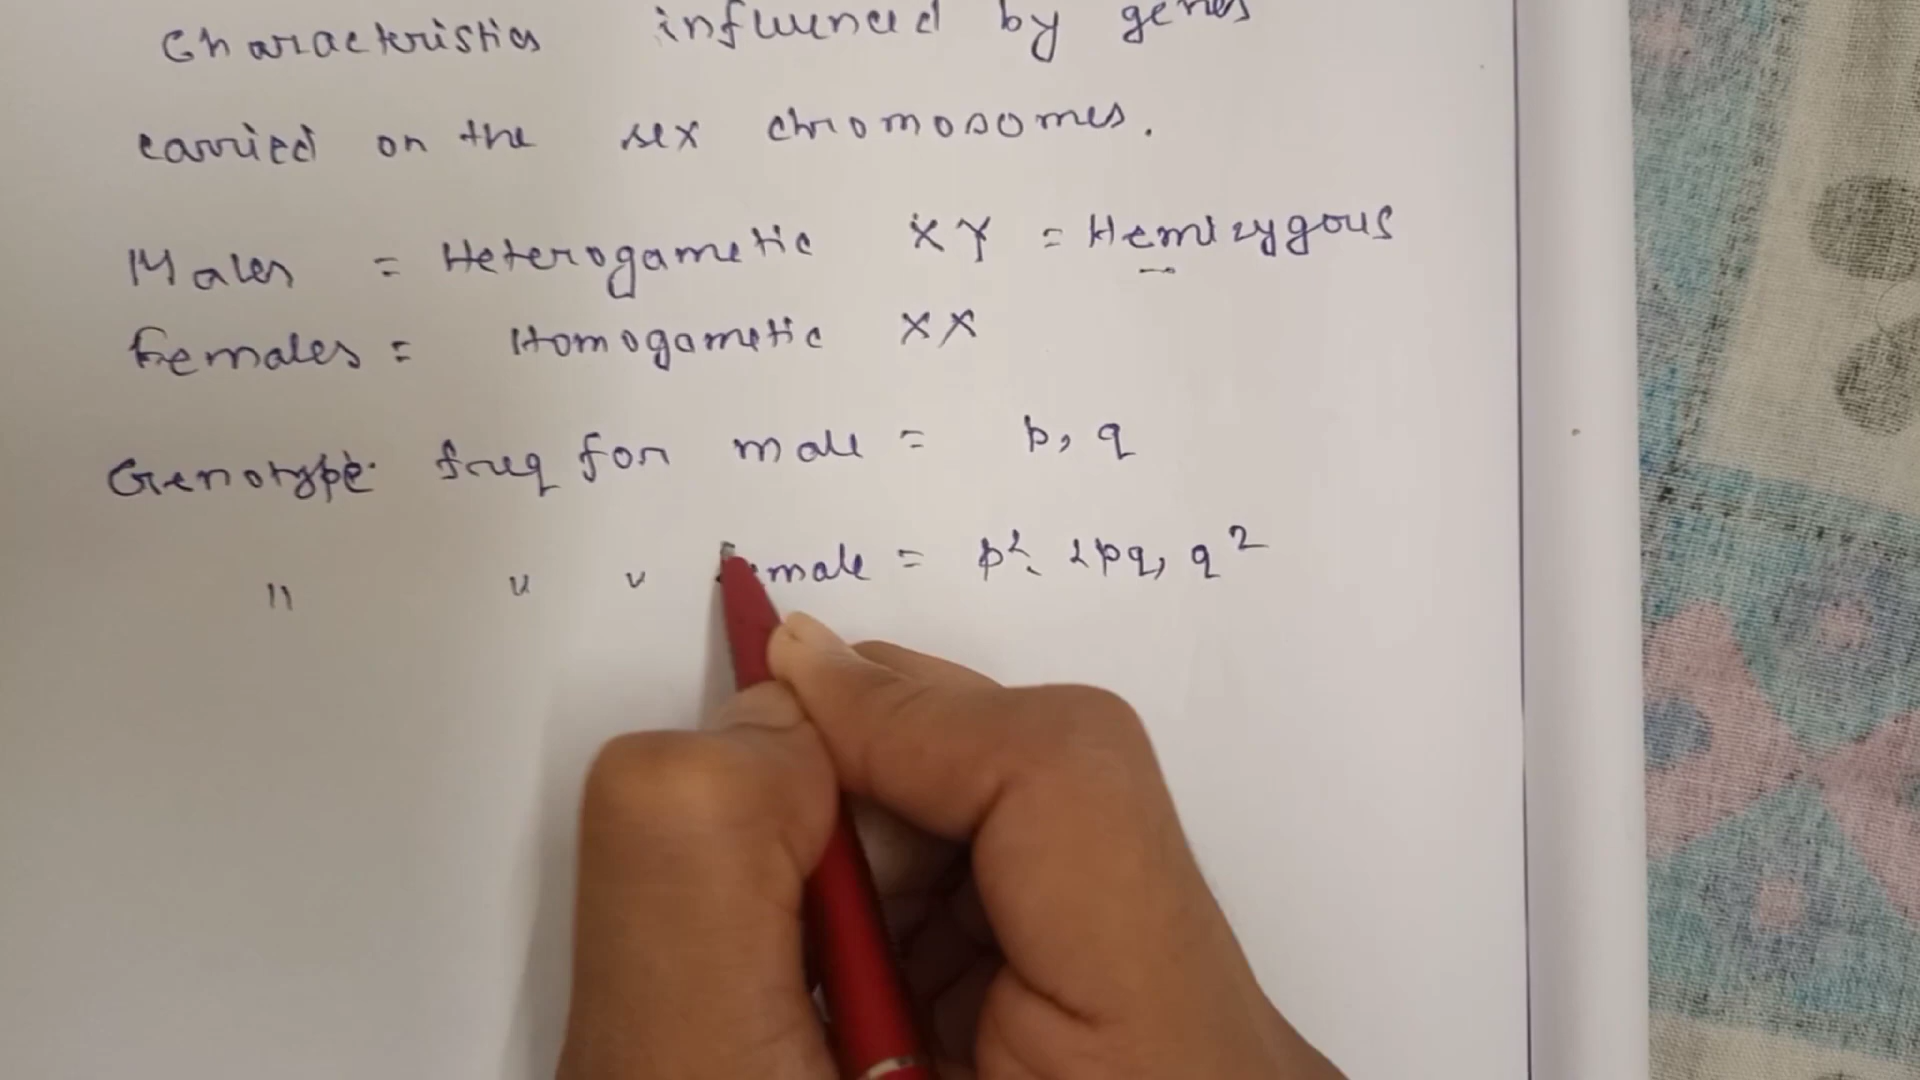 Characteristics influenced by genes
carried on the sex chromosomes.
Males = Heterogametic XY = Hemizygous
Females = Homogametic XX
Genotype freq for male = p, q
" " " female = p², 2pq, q²